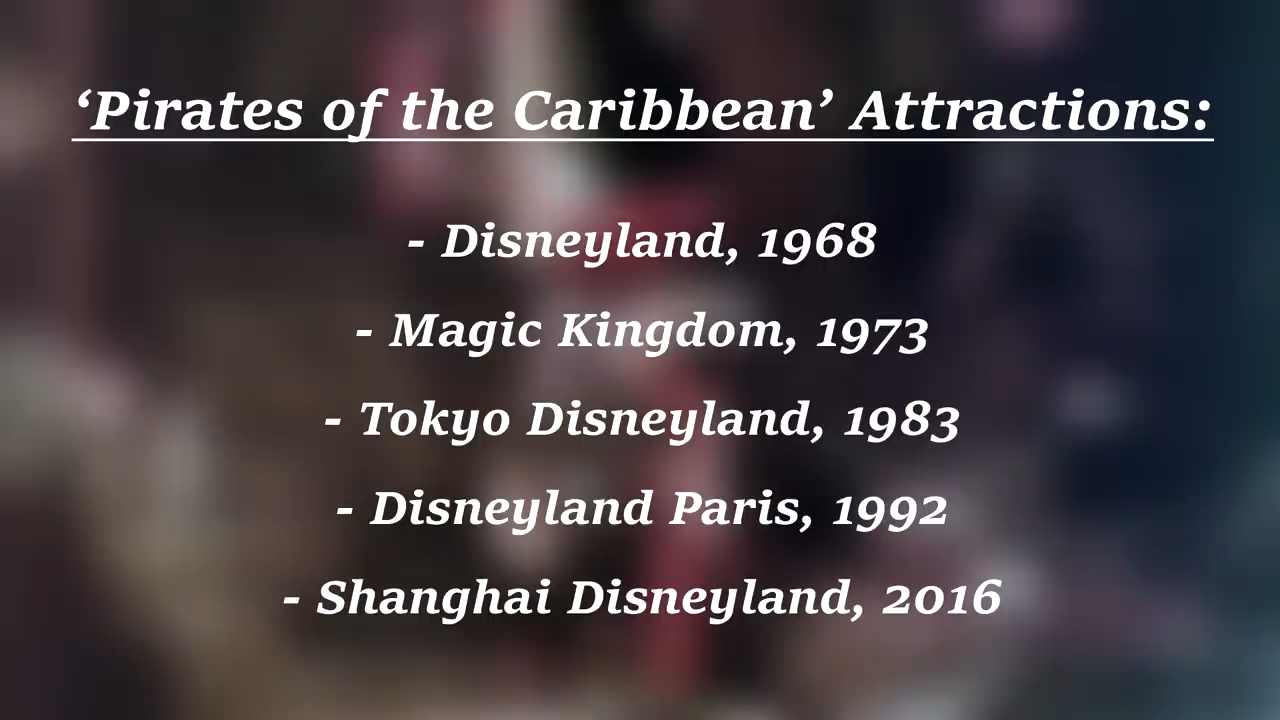 ‘Pirates of the Caribbean’ Attractions:
- Disneyland, 1968
- Magic Kingdom, 1973
- Tokyo Disneyland, 1983
- Disneyland Paris, 1992
- Shanghai Disneyland, 2016